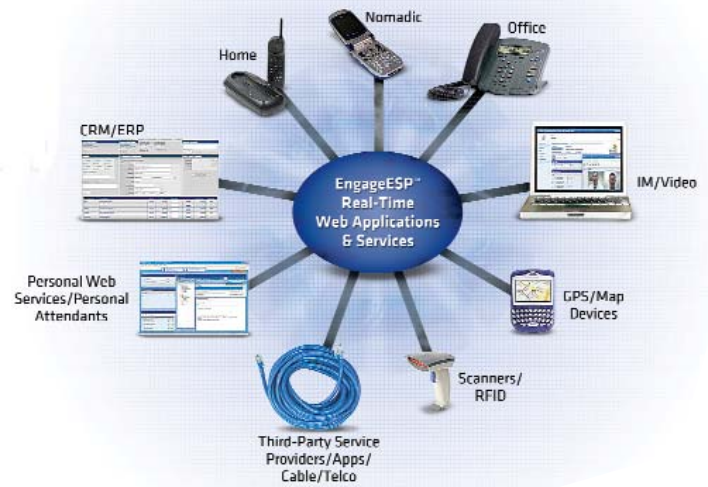 Nomadic
Home
Office
CRM/ERP
EngageESP™
Real-Time
Web Applications
& Services
IM/Video
Personal Web
Services/Personal
Attendants
GPS/Map
Devices
Scanners/
RFID
Third-Party Service
Providers/Apps/
Cable/Telco